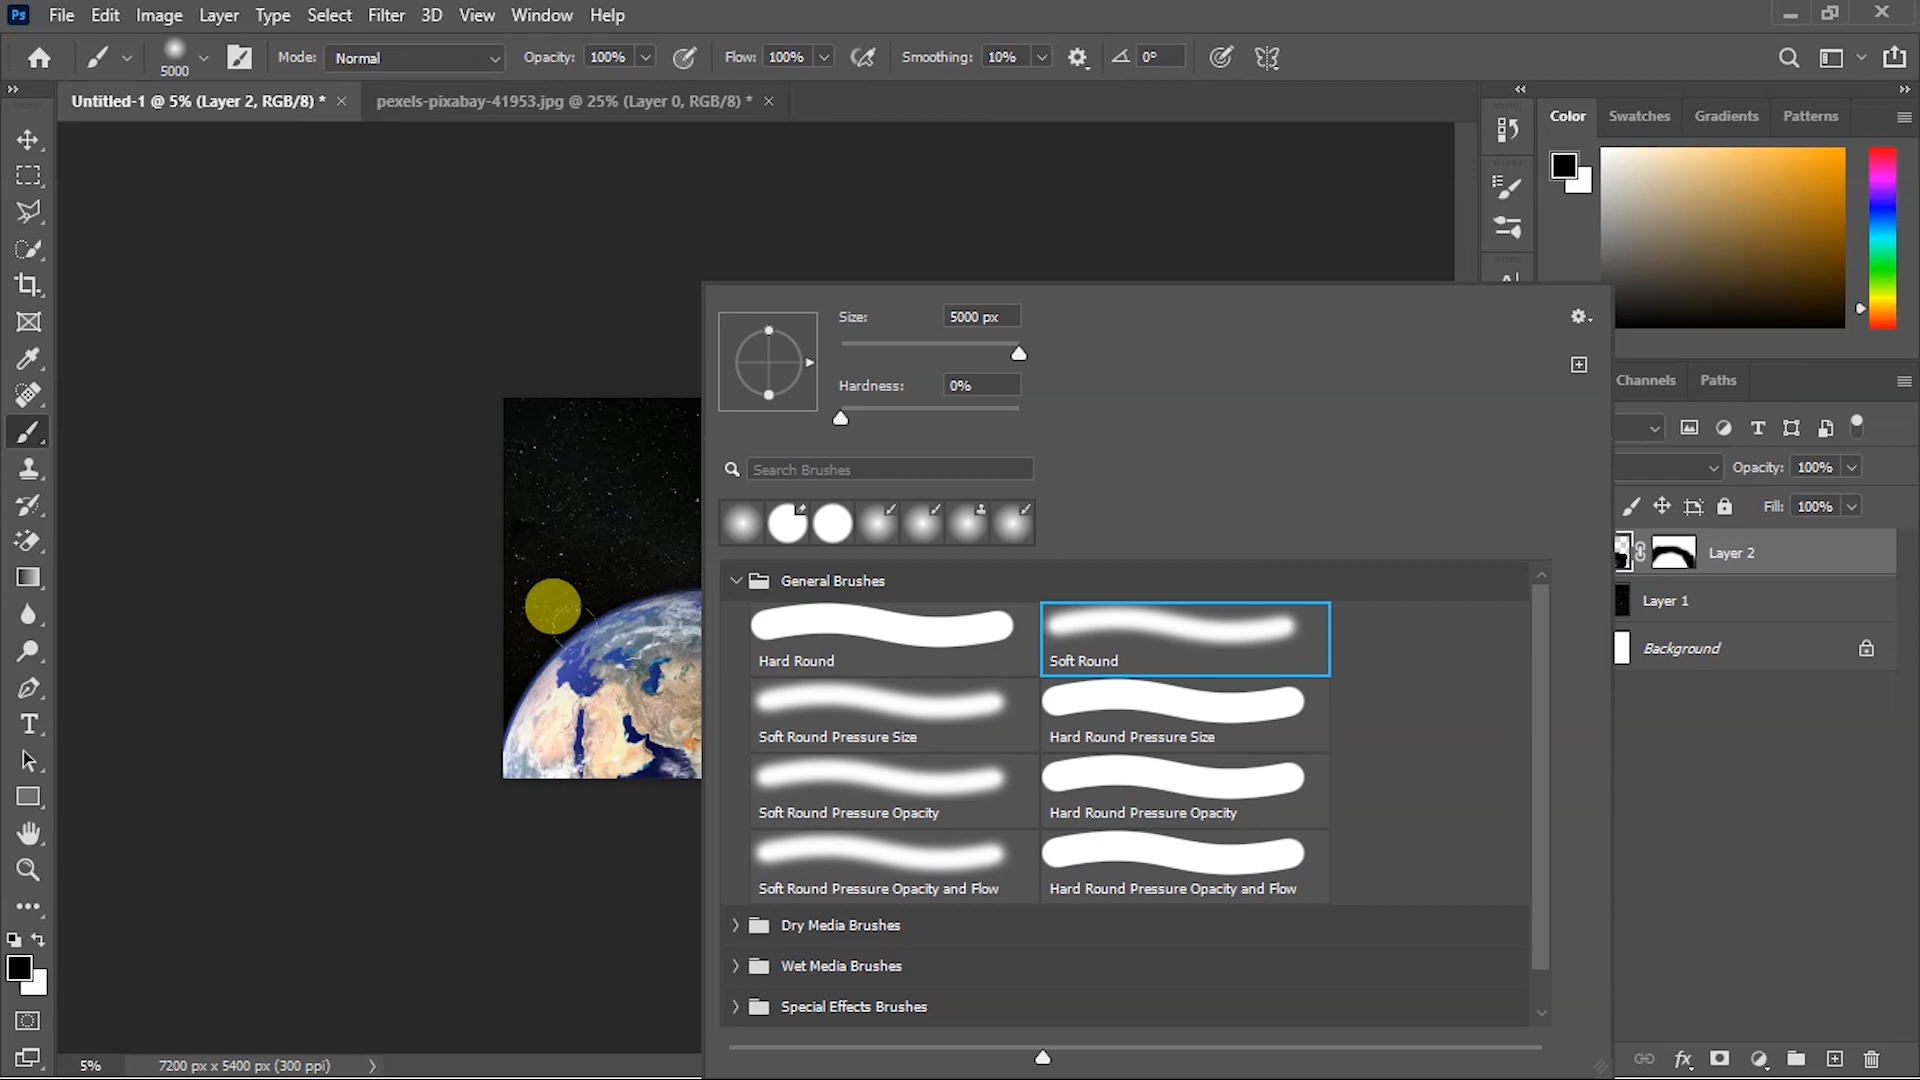 Ps File Edit Image Layer Type Select Filter 3D View Window Help
5000 Mode: Normal Opacity: 100% Flow: 100% Smoothing: 10% 0°
Untitled-1 @ 5% (Layer 2, RGB/8) * pexels-pixabay-41953.jpg @ 25% (Layer 0, RGB/8) *
Color Swatches Gradients Patterns
Size: 5000 px
Hardness: 0%
Search Brushes
General Brushes
Hard Round Soft Round
Soft Round Pressure Size Hard Round Pressure Size
Soft Round Pressure Opacity Hard Round Pressure Opacity
Soft Round Pressure Opacity and Flow Hard Round Pressure Opacity and Flow
Dry Media Brushes
Wet Media Brushes
Special Effects Brushes
Channels Paths
Opacity: 100%
Fill: 100%
Layer 2
Layer 1
Background
5% 7200 px x 5400 px (300 ppi)